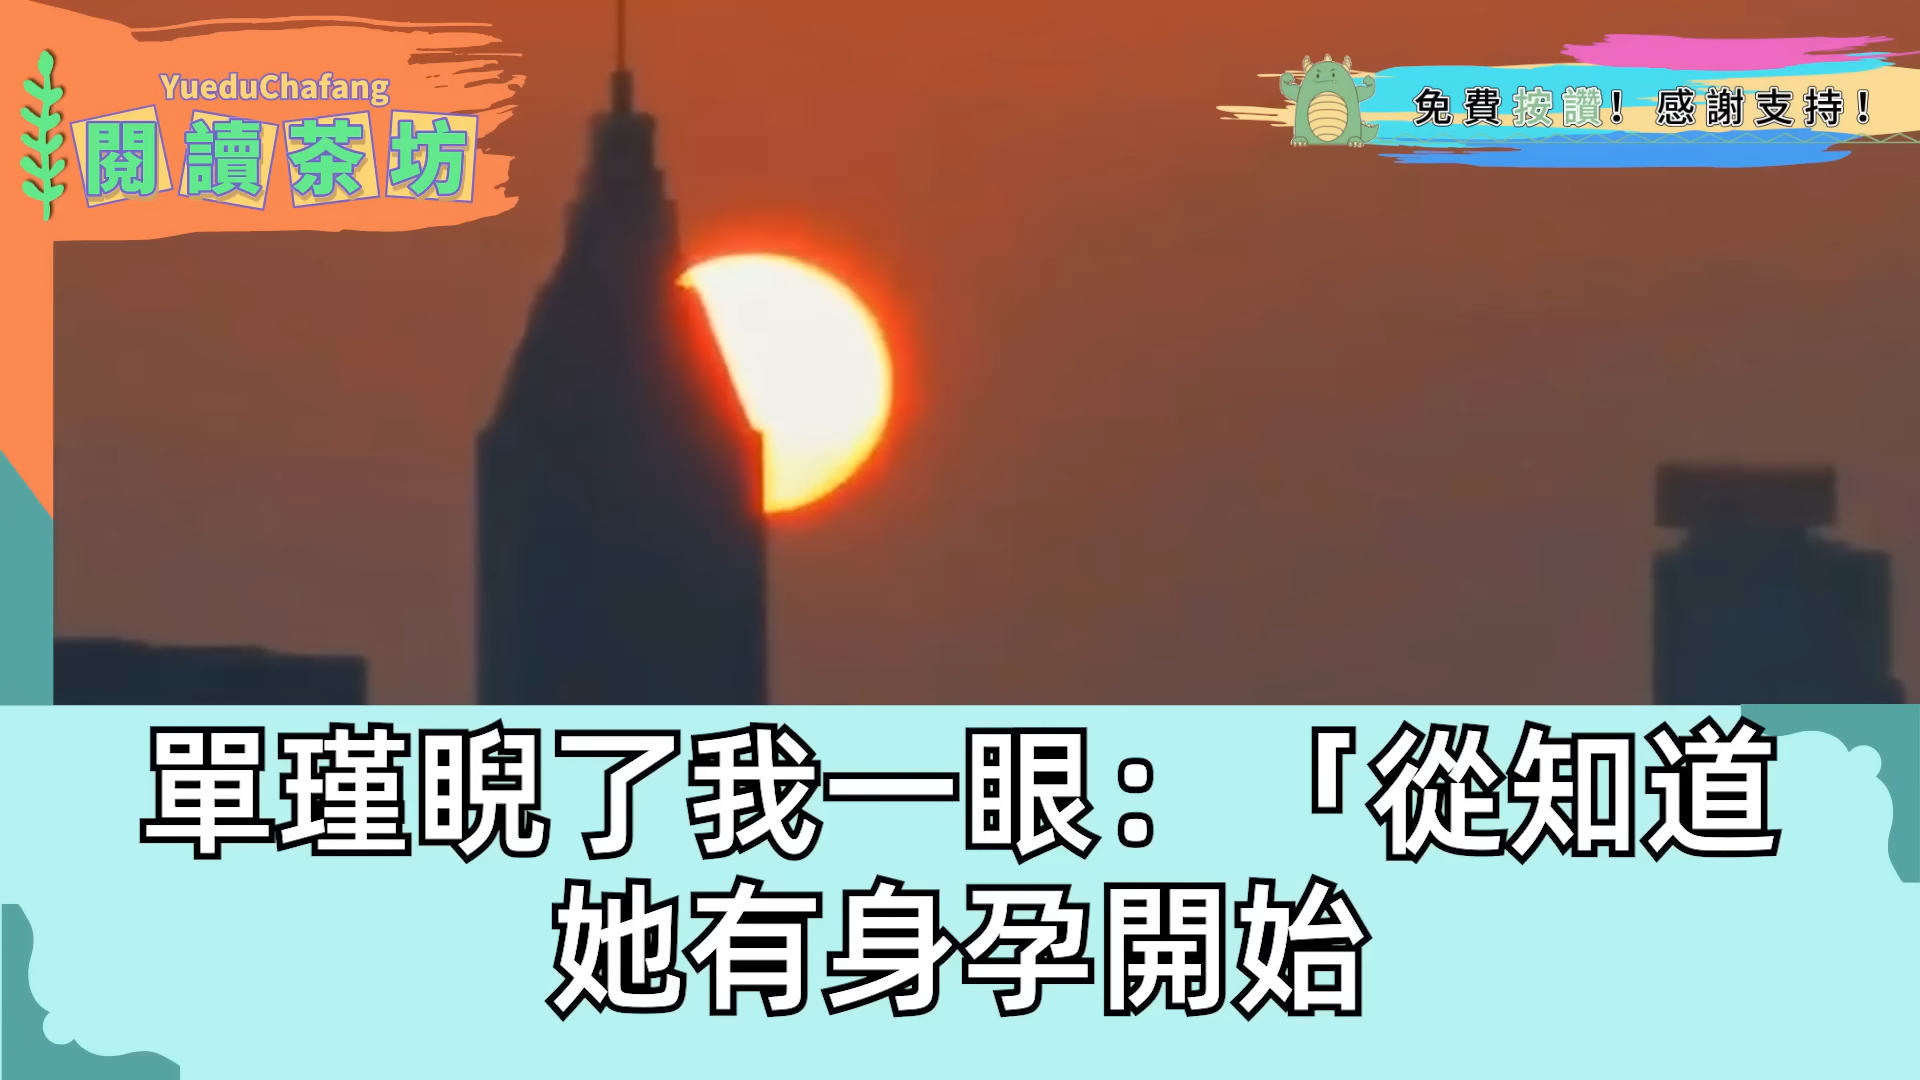 YueduChafang
閱讀茶坊
免費按讚！感謝支持！
單瑾睨了我一眼：「從知道
她有身孕開始